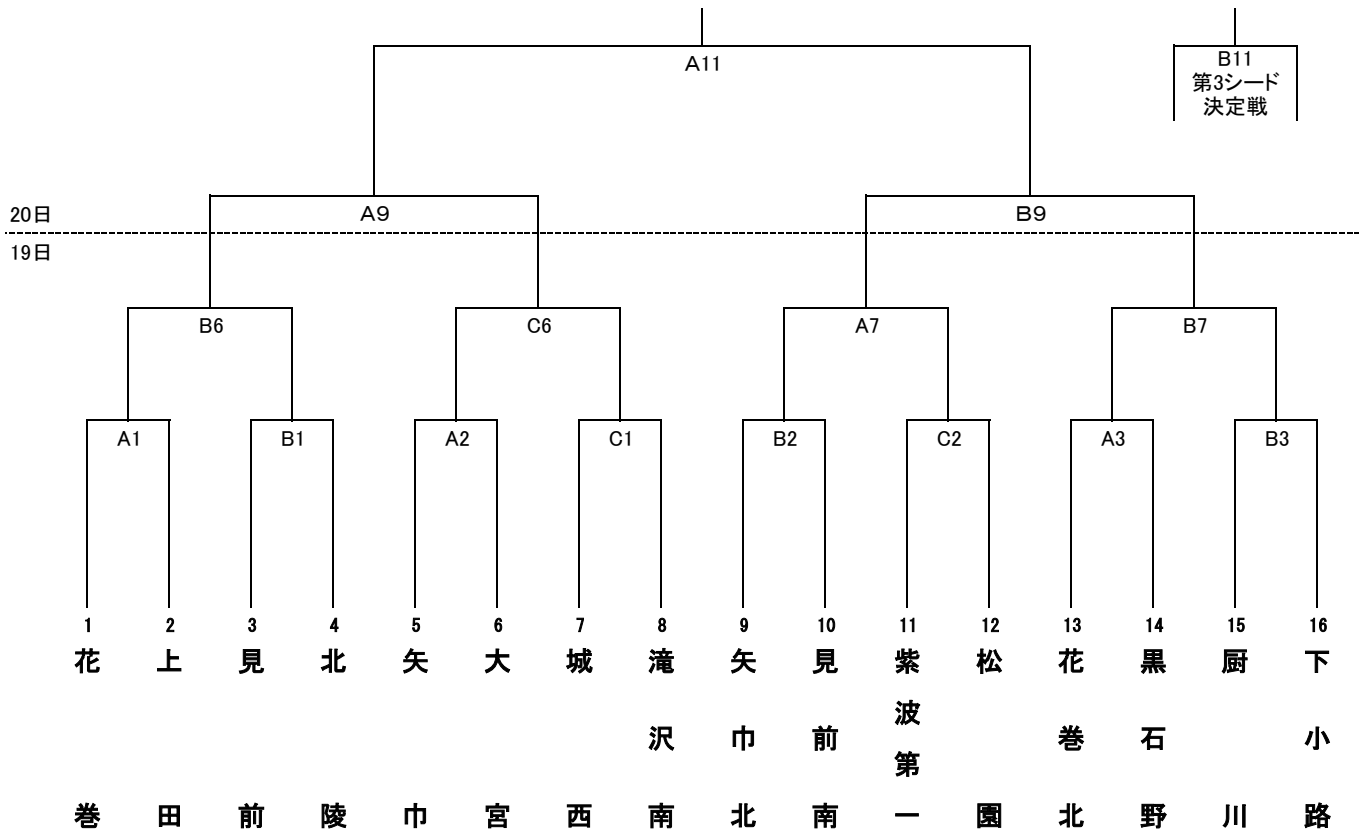 A11
B11
第3シード
決定戦
20日
A9
B9
19日
B6
C6
A7
B7
A1
B1
A2
C1
B2
C2
A3
B3
1
花巻
2
上田
3
見前
4
北陵
5
矢巾
6
大宮
7
城西
8
滝沢南
9
矢巾北
10
見前南
11
紫波第一
12
松園
13
花巻北
14
黒石野
15
厨川
16
下小路